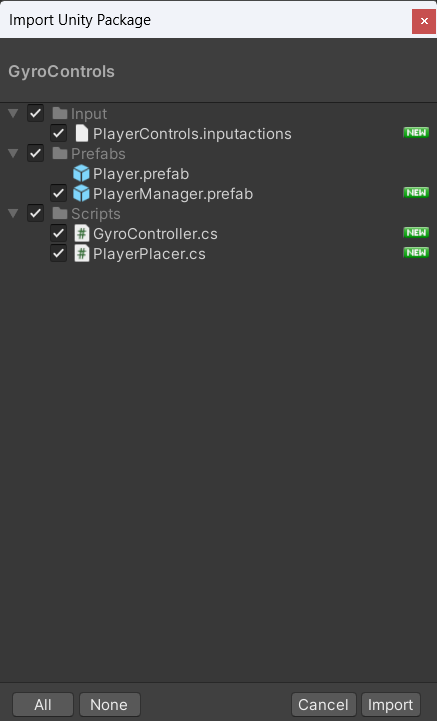 Import Unity Package
GyroControls
Input
PlayerControls.inputactions NEW
Prefabs
Player.prefab
PlayerManager.prefab NEW
Scripts
# GyroController.cs NEW
# PlayerPlacer.cs NEW
All None Cancel Import